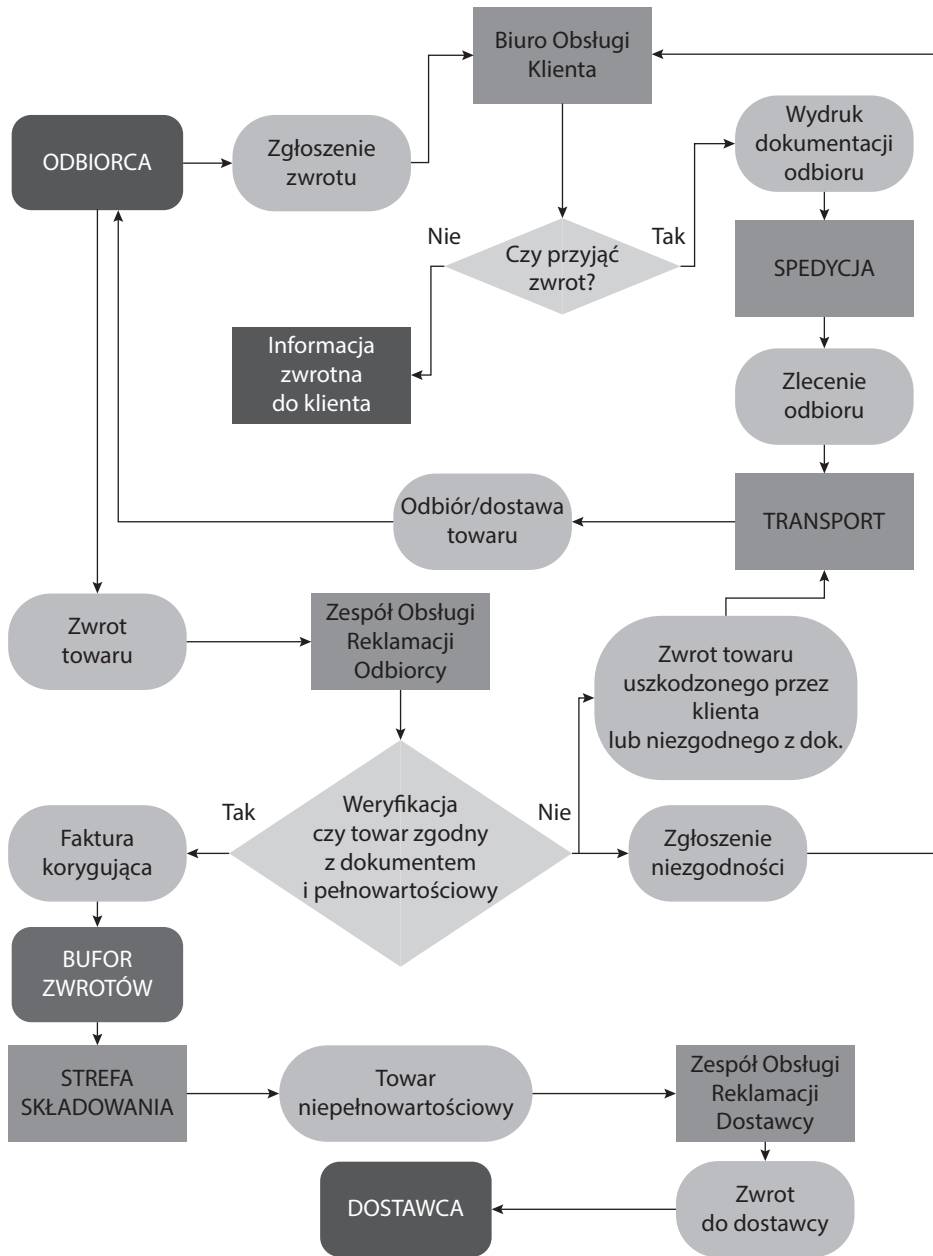 Biuro Obsługi
Klienta
ODBIORCA
Zgłoszenie
zwrotu
Wydruk
dokumentacji
odbioru
Nie
Tak
Czy przyjąć
zwrot?
SPEDYCJA
Informacja
zwrotna
do klienta
Zlecenie
odbioru
Odbiór/dostawa
towaru
TRANSPORT
Zwrot
towaru
Zespół Obsługi
Reklamacji
Odbiorcy
Zwrot towaru
uszkodzonego przez
klienta
lub niezgodnego z dok.
Tak
Nie
Weryfikacja
czy towar zgodny
z dokumentem
i pełnowartościowy
Faktura
korygująca
Zgłoszenie
niezgodności
BUFOR
ZWROTÓW
STREFA
SKŁADOWANIA
Towar
niepełnowartościowy
Zespół Obsługi
Reklamacji
Dostawcy
DOSTAWCA
Zwrot
do dostawcy